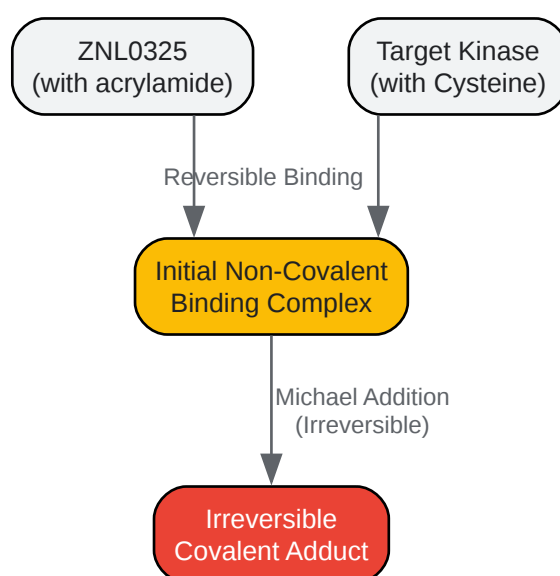 ZNL0325
(with acrylamide)
Target Kinase
(with Cysteine)
Reversible Binding
Initial Non-Covalent
Binding Complex
Michael Addition
(Irreversible)
Irreversible
Covalent Adduct